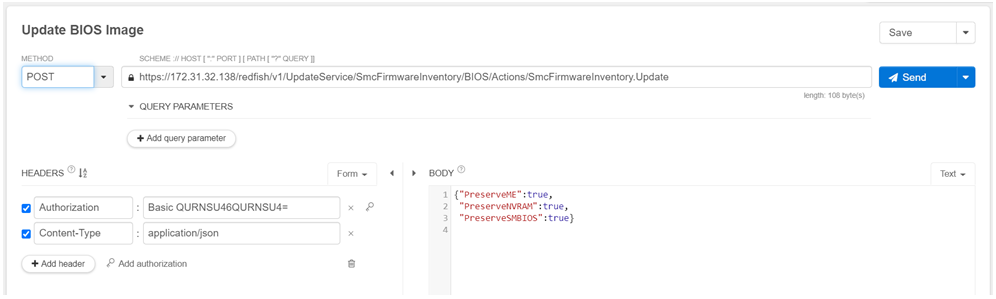 Update BIOS Image
Save
METHOD
SCHEME :// HOST [ ":" PORT ] [ PATH [ "?" QUERY ]]
POST
https://172.31.32.138/redfish/v1/UpdateService/SmcFirmwareInventory/BIOS/Actions/SmcFirmwareInventory.Update
Send
length: 108 byte(s)
QUERY PARAMETERS
+ Add query parameter
HEADERS ?
Form
BODY ?
Text
Authorization : Basic QURNSU46QURNSU4= ×
Content-Type : application/json ×
+ Add header
Add authorization
1 {"PreserveME":true,
2 "PreserveNVRAM":true,
3 "PreserveSMBIOS":true}
4